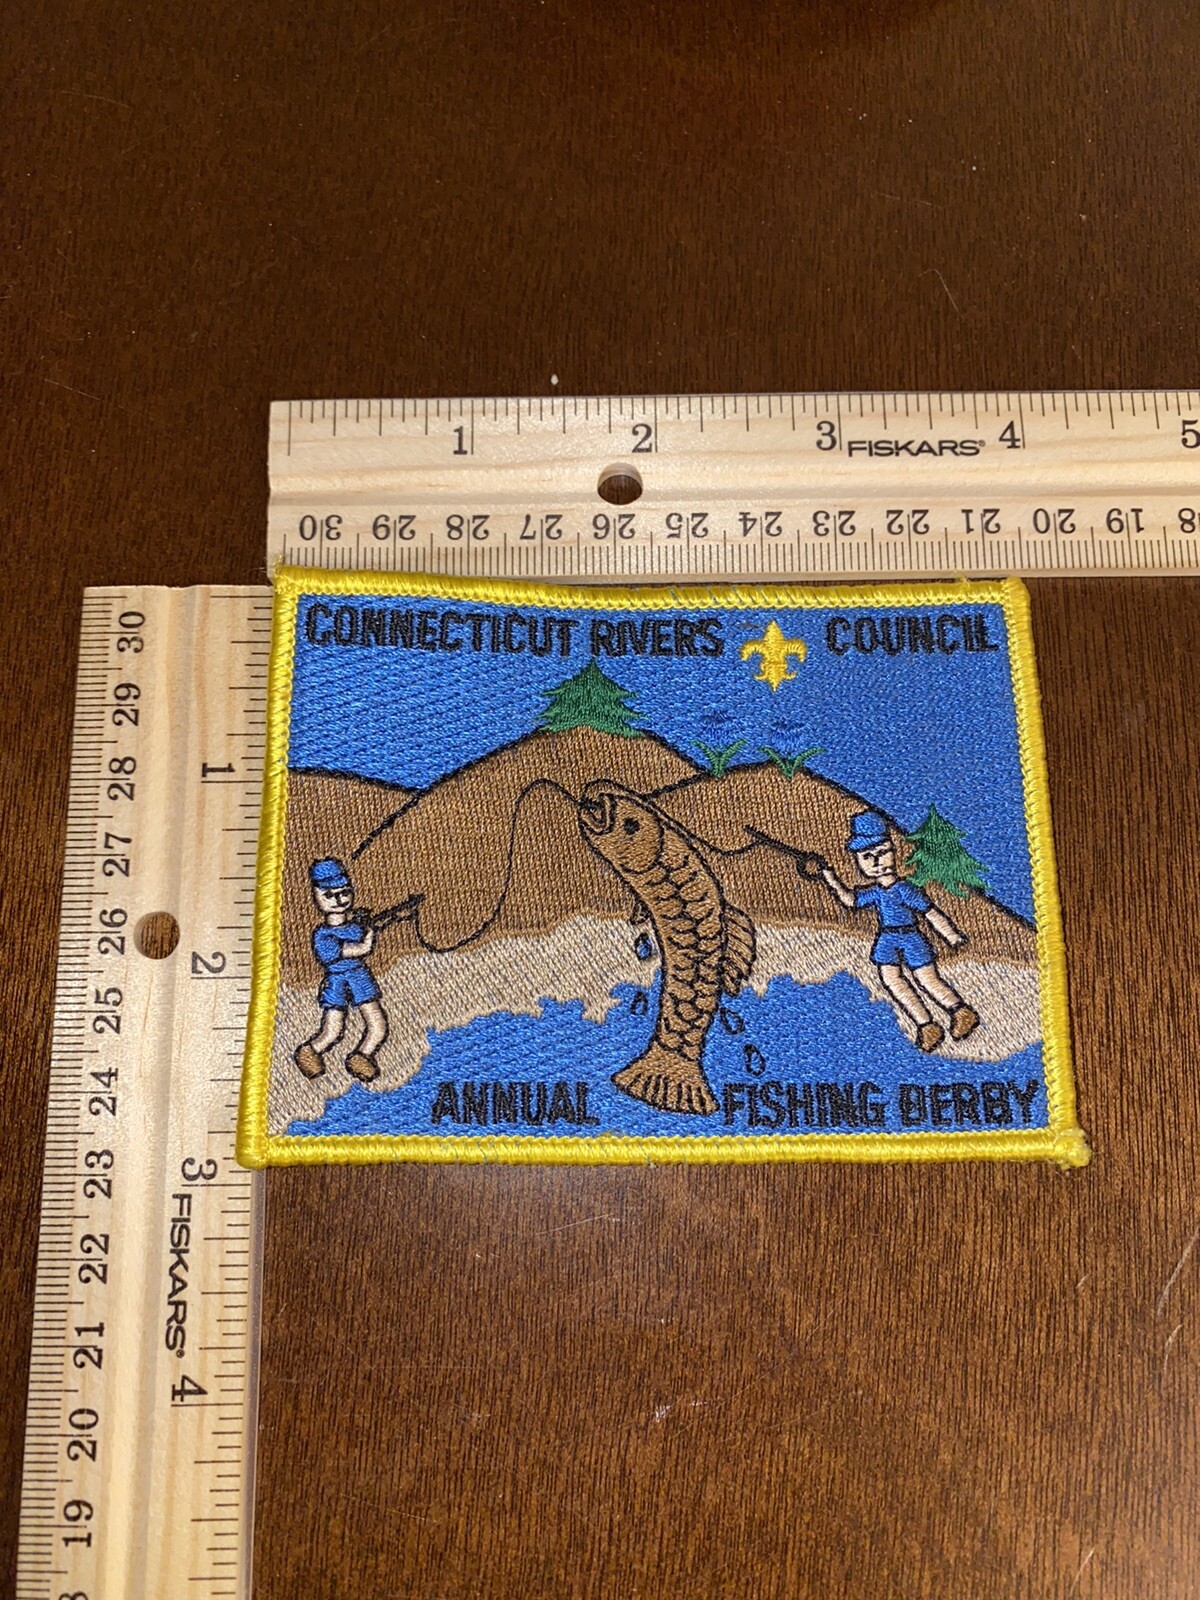 1 2 3 FISKARS® 4 5
30 29 28 27 26 25 24 23 22 21 20 19 18
CONNECTICUT RIVERS COUNCIL
ANNUAL FISHING DERBY
1 2 3 FISKARS® 4
30 29 28 27 26 25 24 23 22 21 20 19